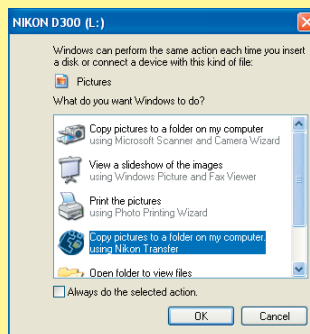 NIKON D300 (L:)
Windows can perform the same action each time you insert
a disk or connect a device with this kind of file:
Pictures
What do you want Windows to do?
Copy pictures to a folder on my computer
using Microsoft Scanner and Camera Wizard
View a slideshow of the images
using Windows Picture and Fax Viewer
Print the pictures
using Photo Printing Wizard
Copy pictures to a folder on my computer.
using Nikon Transfer
Open folder to view files
Always do the selected action.
OK
Cancel